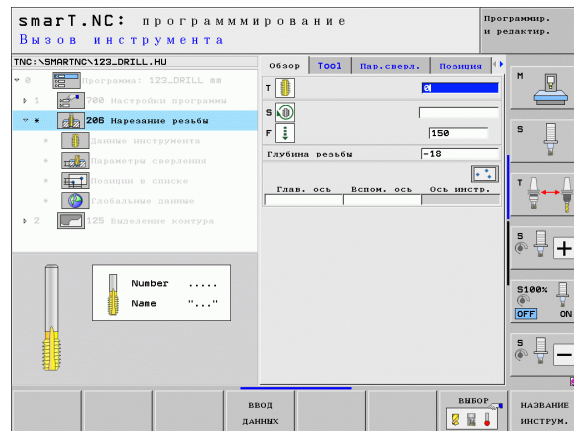 smarT.NC: программмирование
Программир.
и редактир.
Вызов инструмента
TNC:\SMARTNC\123_DRILL.HU
0 Программа: 123_DRILL мм
1 700 Настройки программы
* 206 Нарезание резьбы
* Данные инструмента
* Параметры сверления
* Позиции в списке
* Глобальные данные
2 125 Выделение контура
Обзор Tool Пар.сверл. Позиция
T 0
S
F 150
Глубина резьбы -18
Глав. ось Вспом. ось Ось инстр.
Number .....
Name "..."
M
S
T
S
S100%
OFF ON
S
ВВОД
ДАННЫХ
ВЫБОР
НАЗВАНИЕ
ИНСТРУМ.